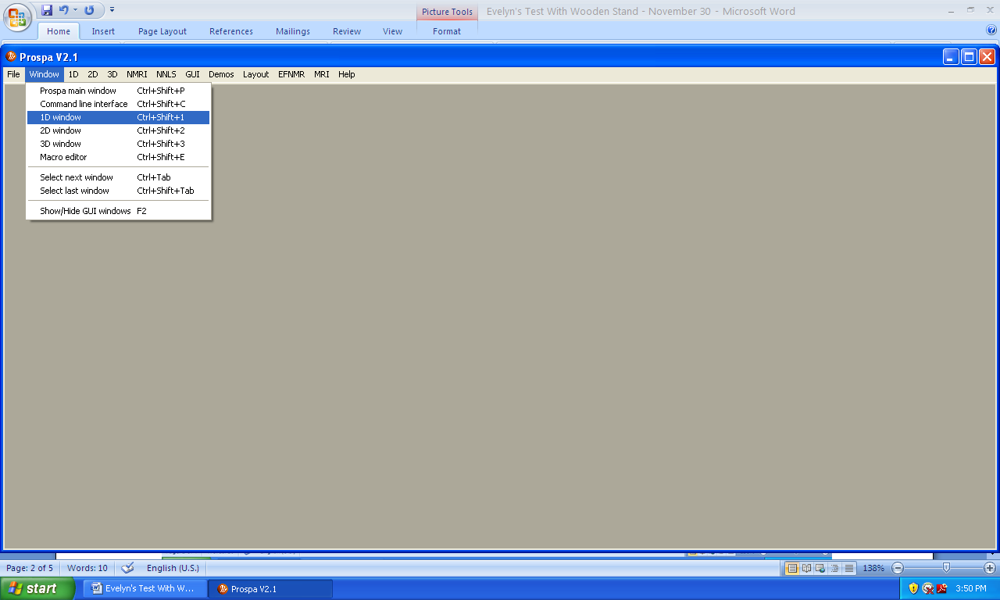 Picture Tools Evelyn's Test With Wooden Stand - November 30 - Microsoft Word
Home Insert Page Layout References Mailings Review View Format
Prospa V2.1
File Window 1D 2D 3D NMRI NNLS GUI Demos Layout EFNMR MRI Help
Prospa main window Ctrl+Shift+P
Command line interface Ctrl+Shift+C
1D window Ctrl+Shift+1
2D window Ctrl+Shift+2
3D window Ctrl+Shift+3
Macro editor Ctrl+Shift+E
Select next window Ctrl+Tab
Select last window Ctrl+Shift+Tab
Show/Hide GUI windows F2
Page: 2 of 5 Words: 10 English (U.S.) 138%
start Evelyn's Test With W... Prospa V2.1 3:50 PM